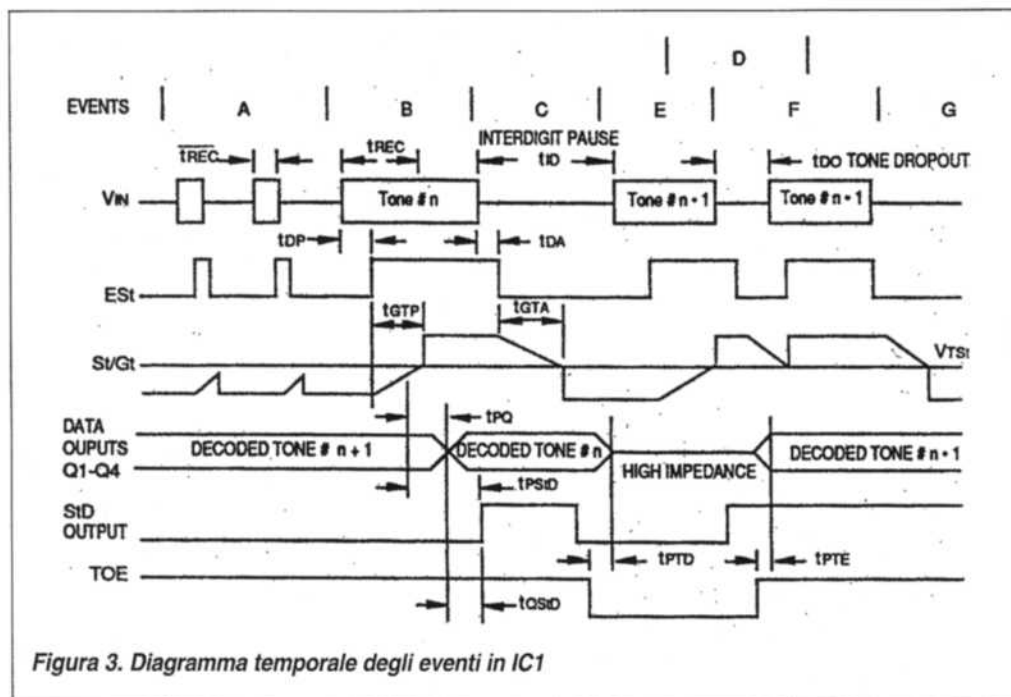 D
EVENTS A B C E F G
tREC tREC INTERDIGIT PAUSE tID tDO TONE DROPOUT
VIN Tone # n Tone # n · 1 Tone # n · 1
tDP tDA
ESt
tGTP tGTA
St/Gt VTSt
tPQ
DATA
OUPUTS
Q1-Q4
DECODED TONE # n + 1 DECODED TONE # n HIGH IMPEDANCE DECODED TONE # n · 1
tPStD
StD
OUTPUT
tPTD tPTE
TOE
tQStD
Figura 3. Diagramma temporale degli eventi in IC1